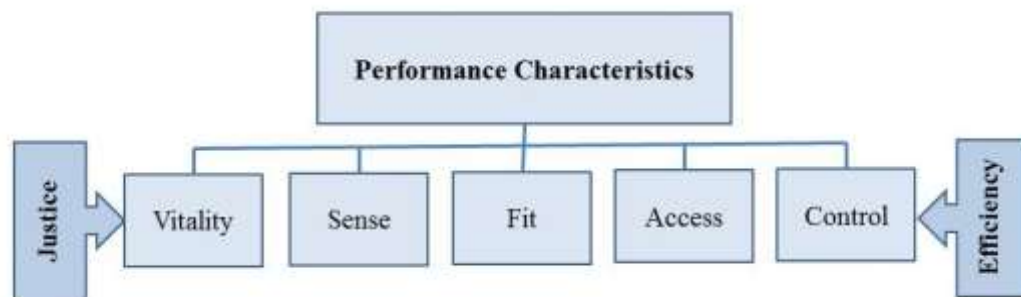 Performance Characteristics
Justice
Vitality
Sense
Fit
Access
Control
Efficiency